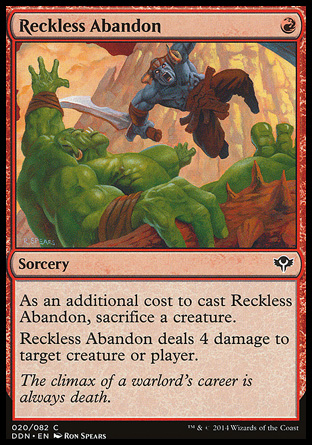 Reckless Abandon
R. SPEARS
Sorcery
As an additional cost to cast Reckless
Abandon, sacrifice a creature.
Reckless Abandon deals 4 damage to
target creature or player.
The climax of a warlord's career is
always death.
020/082 C
DDN • EN Ron Spears
™ & © 2014 Wizards of the Coast